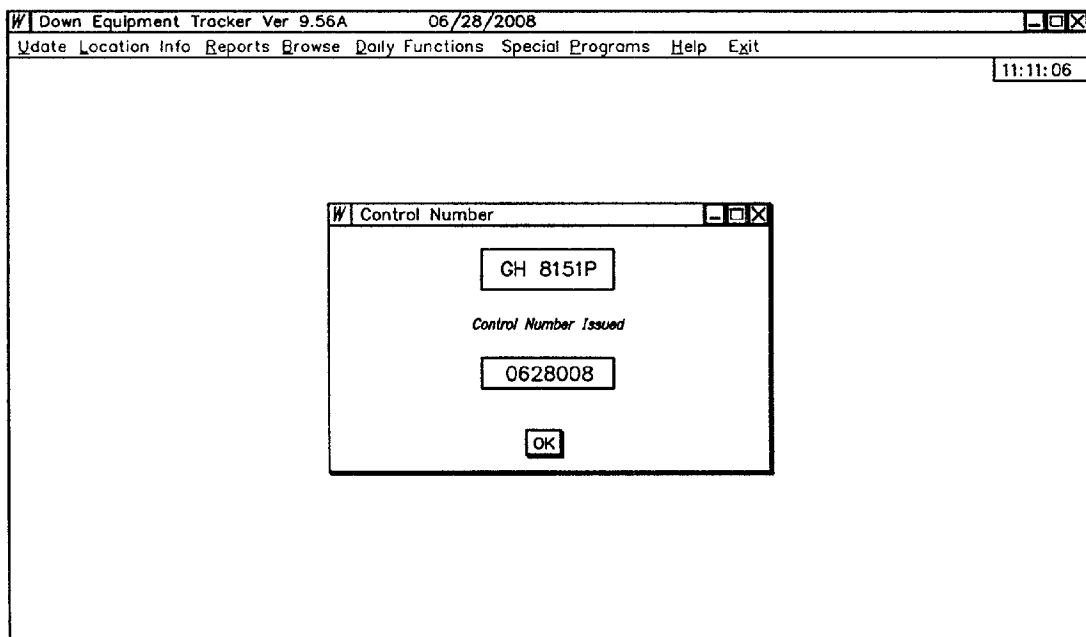 W Down Equipment Tracker Ver 9.56A 06/28/2008
Udate Location Info Reports Browse Daily Functions Special Programs Help Exit
11:11:06
W Control Number
GH 8151P
Control Number Issued
0628008
OK